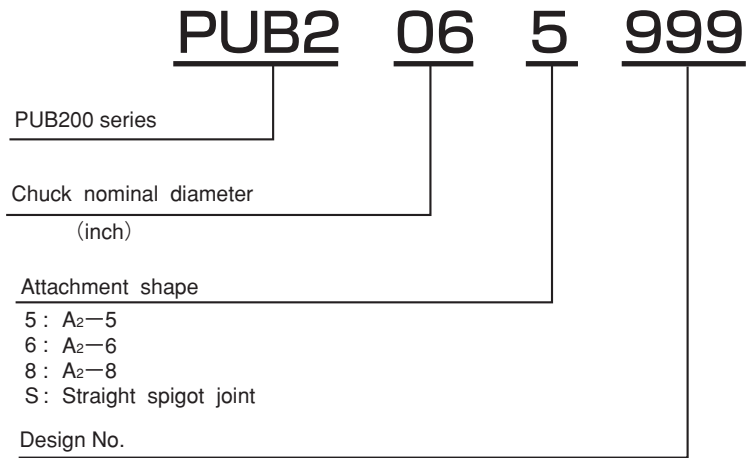 PUB2 06 5 999
PUB200 series
Chuck nominal diameter
（inch）
Attachment shape
5 : A₂－5
6 : A₂－6
8 : A₂－8
S : Straight spigot joint
Design No.